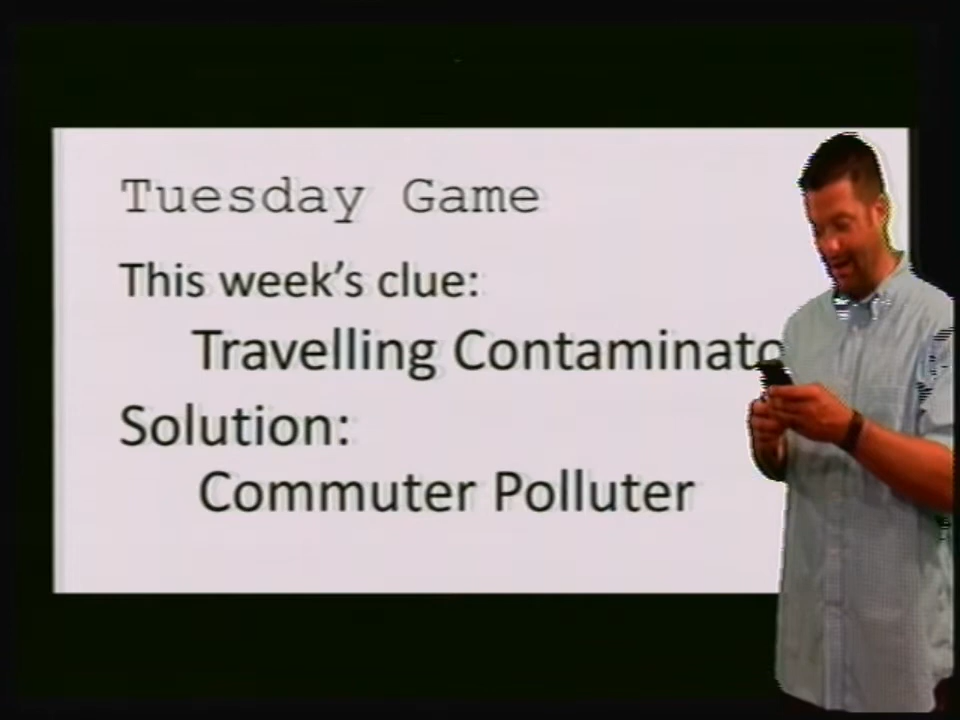 Tuesday Game
This week's clue:
Travelling Contaminato
Solution:
Commuter Polluter